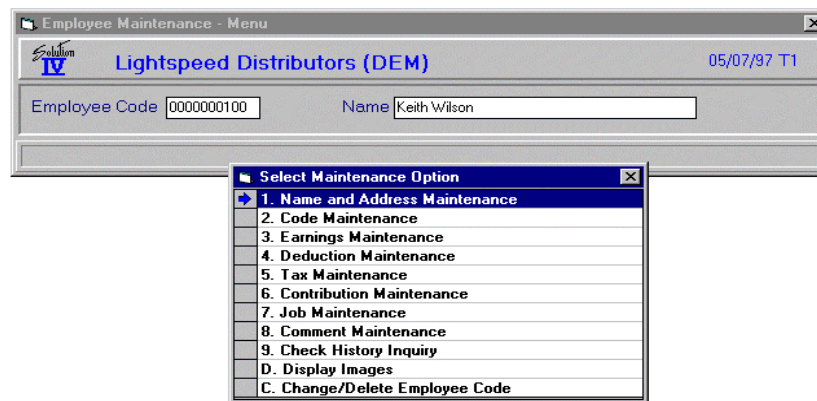 Employee Maintenance - Menu
Solution
IV
Lightspeed Distributors (DEM)
05/07/97 T1
Employee Code 0000000100 Name Keith Wilson
Select Maintenance Option
1. Name and Address Maintenance
2. Code Maintenance
3. Earnings Maintenance
4. Deduction Maintenance
5. Tax Maintenance
6. Contribution Maintenance
7. Job Maintenance
8. Comment Maintenance
9. Check History Inquiry
D. Display Images
C. Change/Delete Employee Code